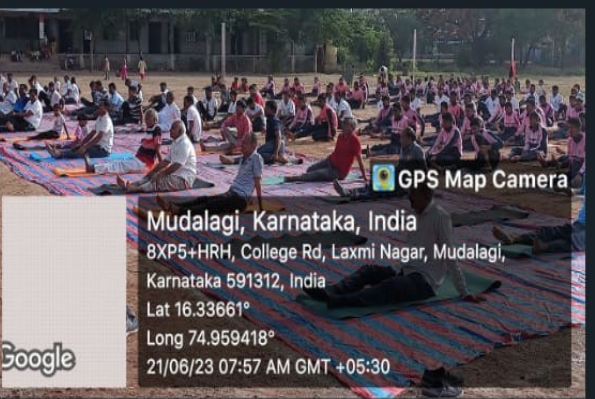 GPS Map Camera
Mudalagi, Karnataka, India
8XP5+HRH, College Rd, Laxmi Nagar, Mudalagi,
Karnataka 591312, India
Lat 16.33661°
Long 74.959418°
21/06/23 07:57 AM GMT +05:30
Google